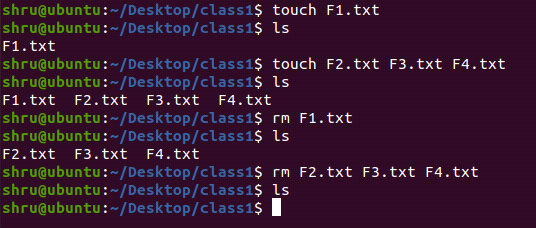 shru@ubuntu:~/Desktop/class1$ touch F1.txt
shru@ubuntu:~/Desktop/class1$ ls
F1.txt
shru@ubuntu:~/Desktop/class1$ touch F2.txt F3.txt F4.txt
shru@ubuntu:~/Desktop/class1$ ls
F1.txt  F2.txt  F3.txt  F4.txt
shru@ubuntu:~/Desktop/class1$ rm F1.txt
shru@ubuntu:~/Desktop/class1$ ls
F2.txt  F3.txt  F4.txt
shru@ubuntu:~/Desktop/class1$ rm F2.txt F3.txt F4.txt
shru@ubuntu:~/Desktop/class1$ ls
shru@ubuntu:~/Desktop/class1$